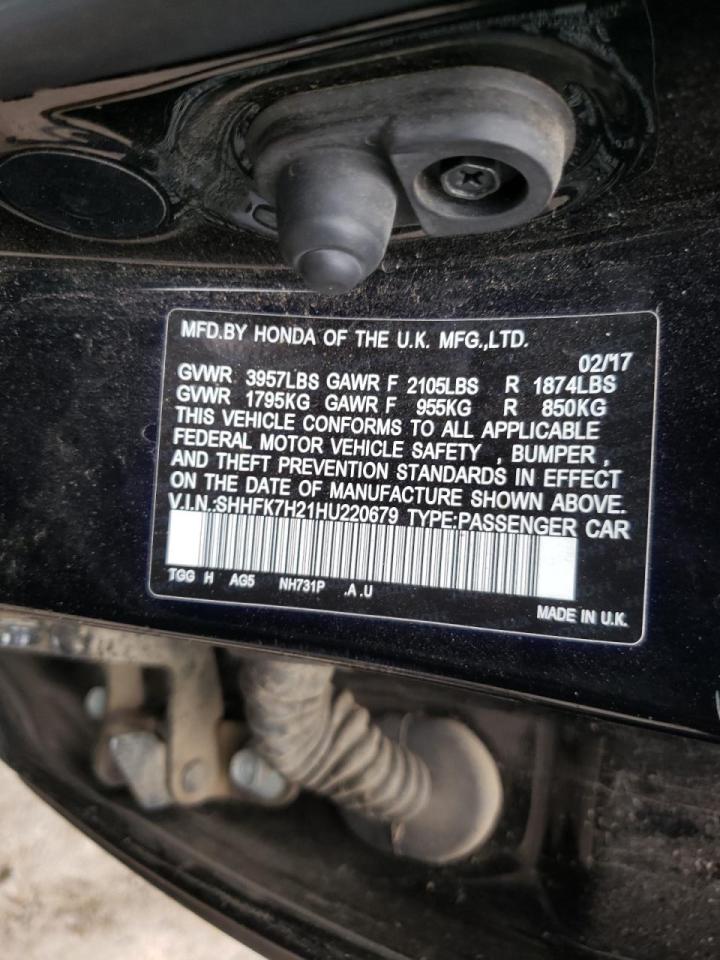 MFD.BY HONDA OF THE U.K. MFG.,LTD.
02/17
GVWR 3957LBS GAWR F 2105LBS R 1874LBS
GVWR 1795KG GAWR F 955KG R 850KG
THIS VEHICLE CONFORMS TO ALL APPLICABLE
FEDERAL MOTOR VEHICLE SAFETY , BUMPER ,
AND THEFT PREVENTION STANDARDS IN EFFECT
ON THE DATE OF MANUFACTURE SHOWN ABOVE.
V.I.N.:SHHFK7H21HU220679 TYPE:PASSENGER CAR
TGG H AG5 NH731P .A .U
MADE IN U.K.